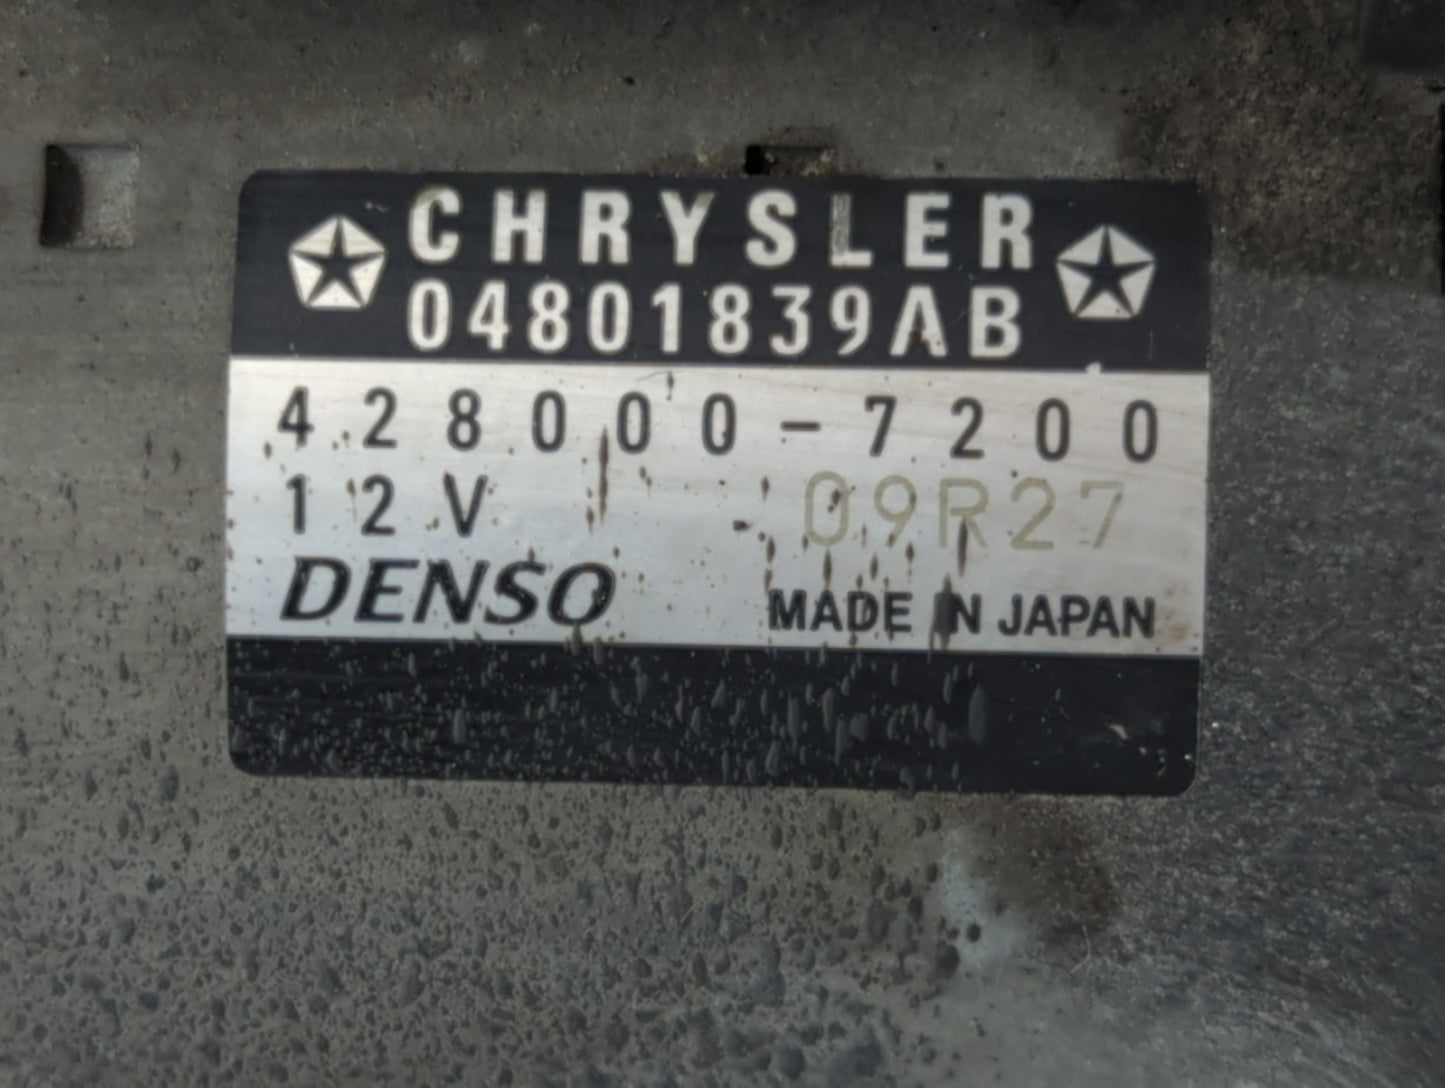 CHRYSLER
04801839AB
428000-7200
12V 09R27
DENSO MADE IN JAPAN